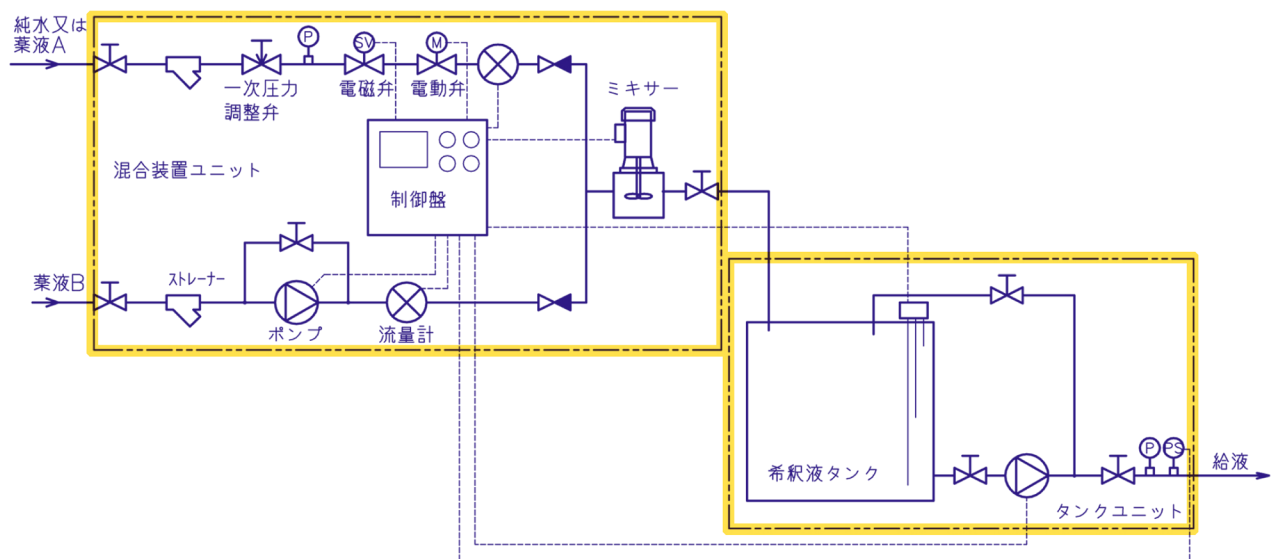 純水又は
薬液A
P
SV
M
一次圧力
調整弁
電磁弁
電動弁
ミキサー
混合装置ユニット
制御盤
薬液B
ストレーナー
ポンプ
流量計
希釈液タンク
P
PS
給液
タンクユニット